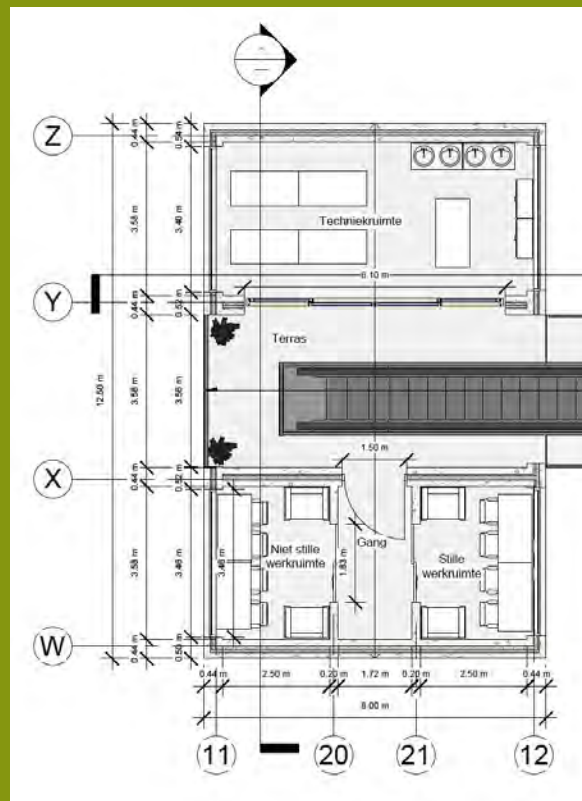 Z
0.44 m
0.54 m
3.58 m
3.40 m
Techniekruimte
6.10 m
Y
0.44 m
0.52 m
Terras
12.50 m
3.58 m
3.56 m
1.50 m
X
0.44 m
0.52 m
Niet stille
werkruimte
Gang
Stille
werkruimte
3.58 m
3.46 m
3.46 m
1.83 m
W
0.44 m
0.50 m
0.44 m
2.50 m
0.20 m
1.72 m
0.20 m
2.50 m
0.44 m
8.00 m
11
20
21
12